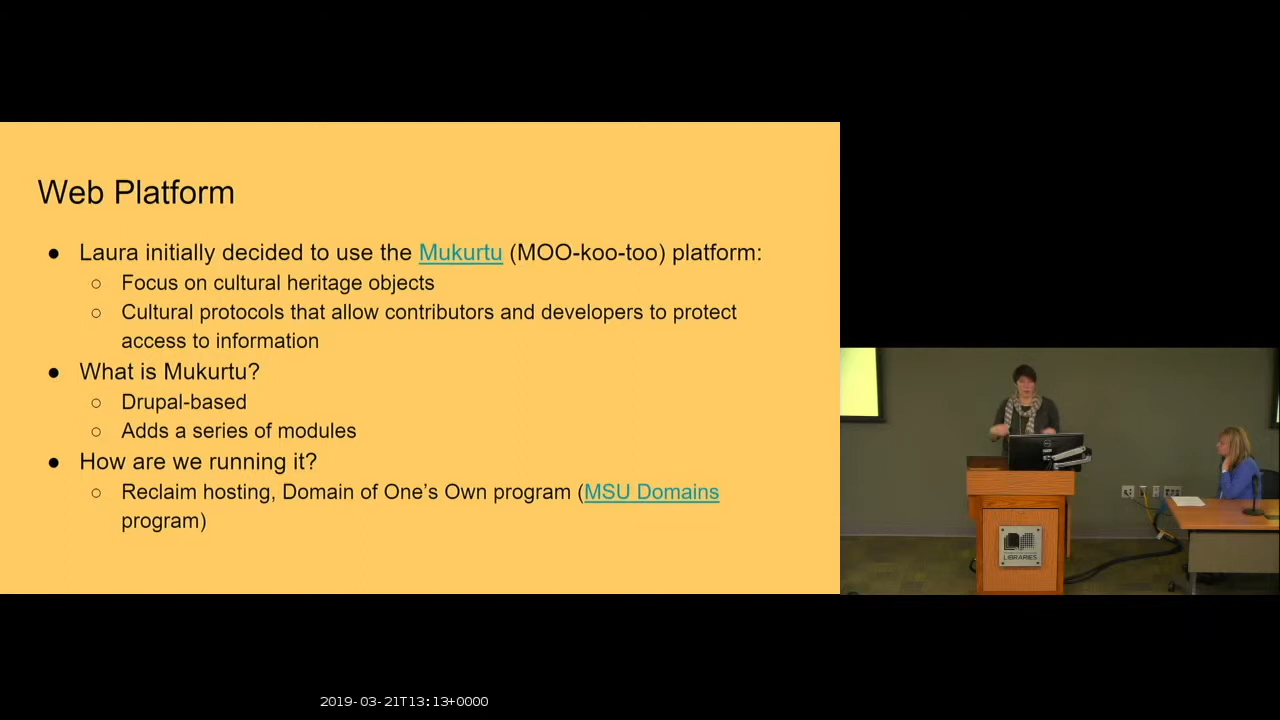 Web Platform
● Laura initially decided to use the Mukurtu (MOO-koo-too) platform:
○ Focus on cultural heritage objects
○ Cultural protocols that allow contributors and developers to protect
access to information
● What is Mukurtu?
○ Drupal-based
○ Adds a series of modules
● How are we running it?
○ Reclaim hosting, Domain of One's Own program (MSU Domains
program)
LIBRARIES
2019-03-21T13:13+0000